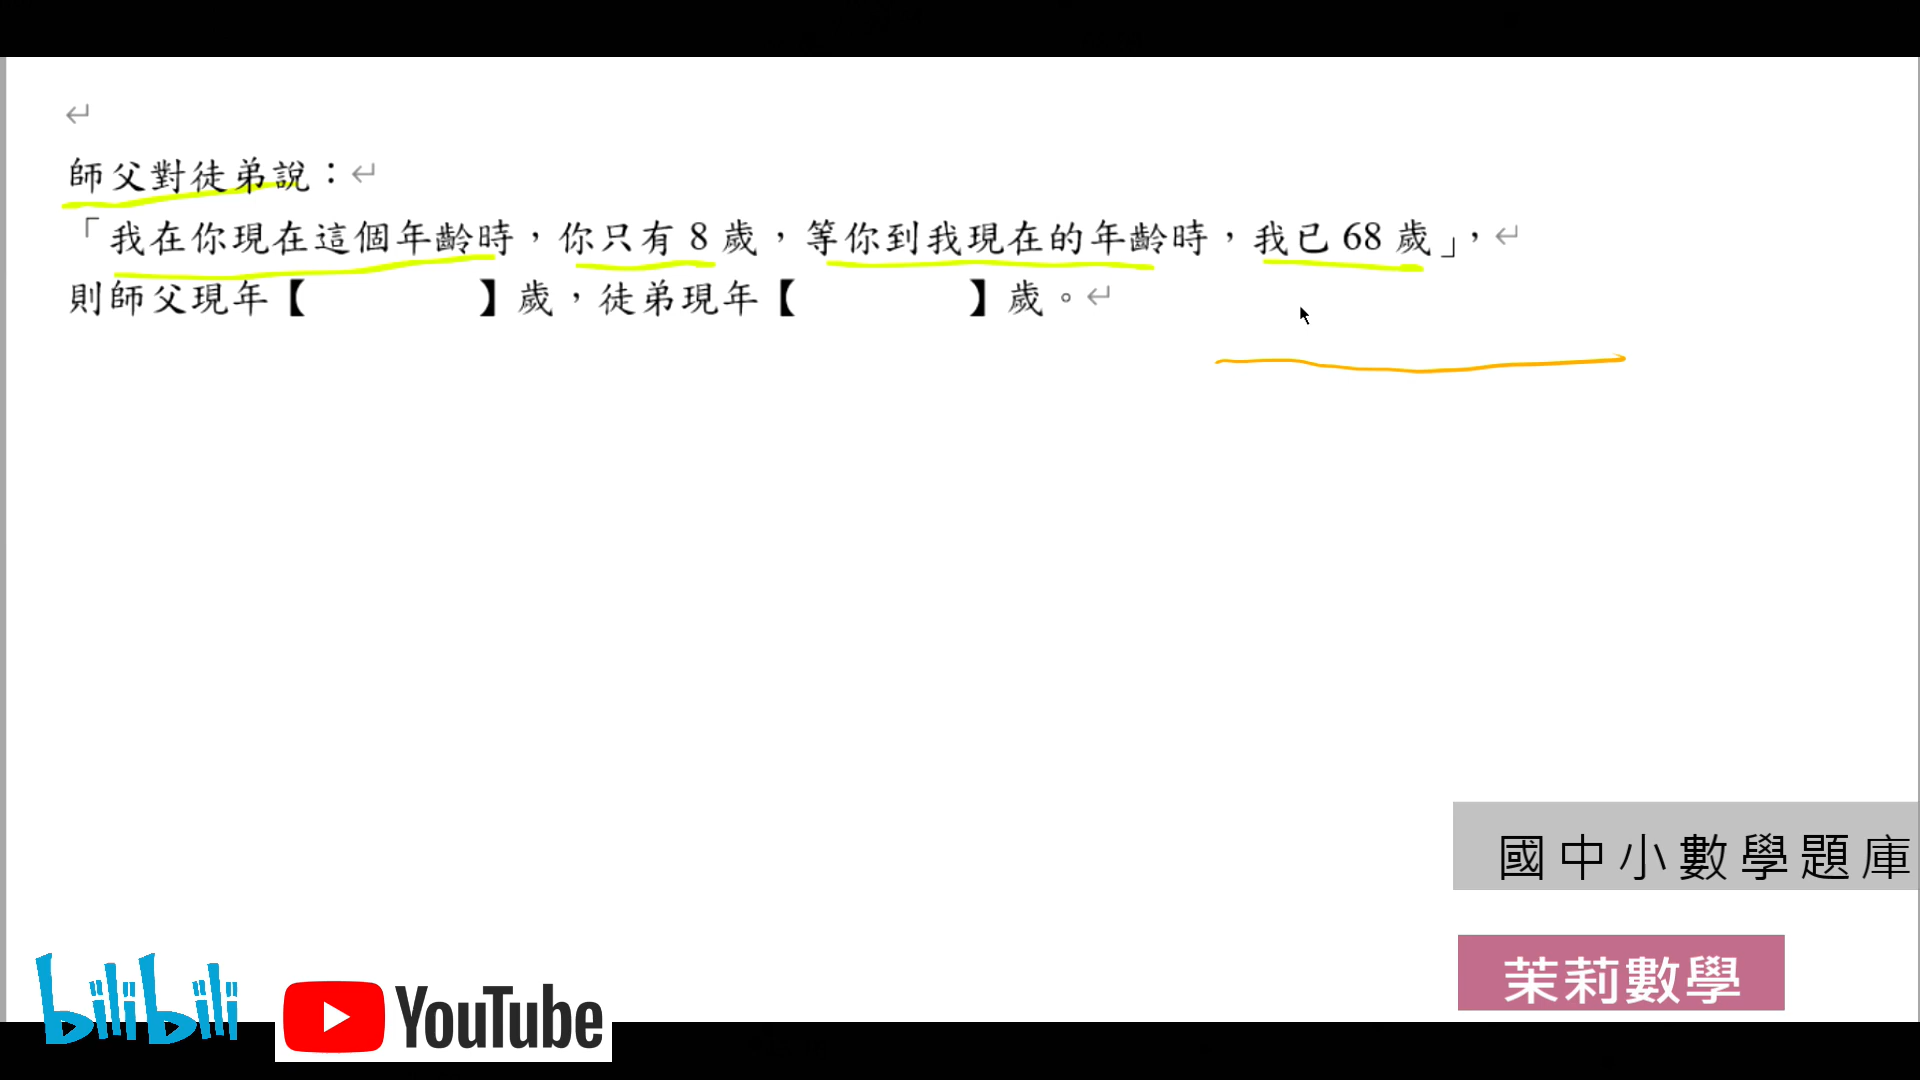 師父對徒弟說：
「我在你現在這個年齡時，你只有 8 歲，等你到我現在的年齡時，我已 68 歲」，
則師父現年【　　　】歲，徒弟現年【　　　】歲。
國中小數學題庫
茉莉數學
bilibili
YouTube